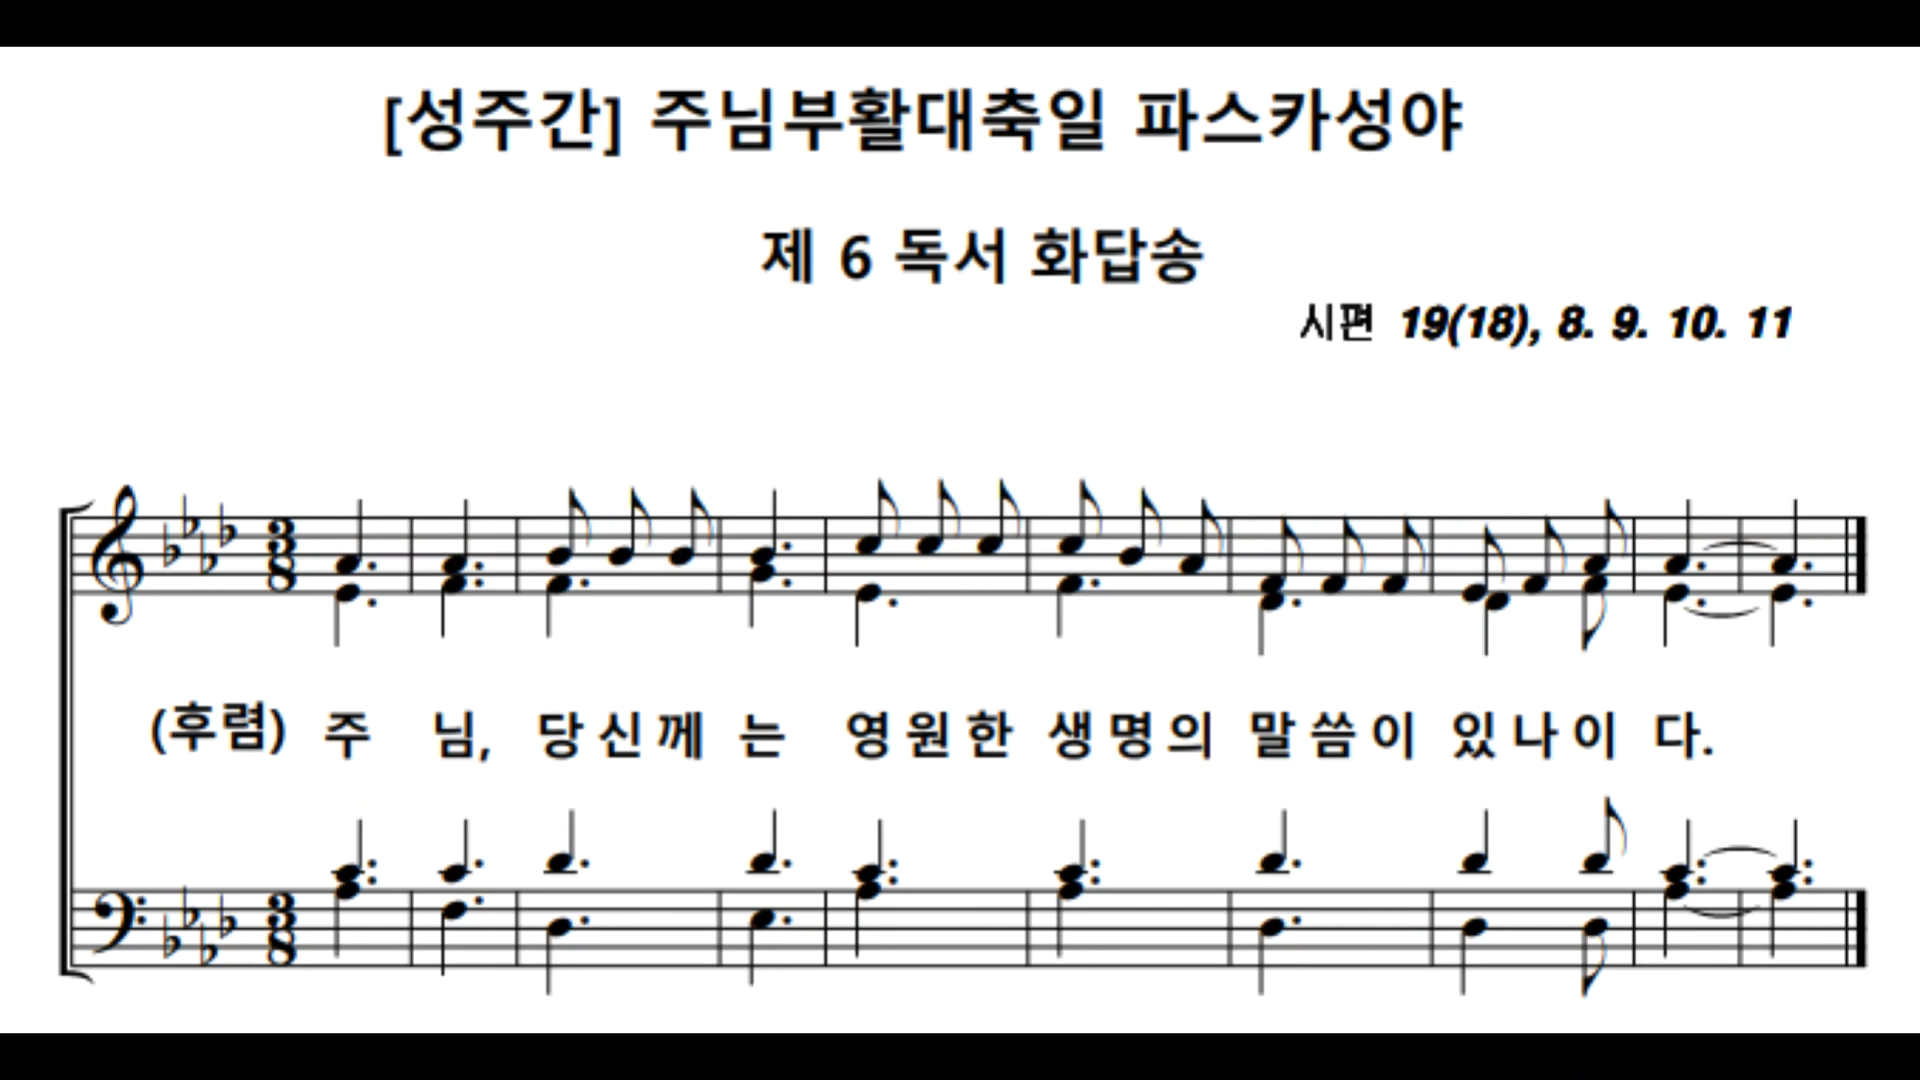 [성주간] 주님부활대축일 파스카성야
제 6 독서 화답송
시편 19(18), 8. 9. 10. 11
(후렴) 주 님, 당 신 께 는 영 원 한 생 명 의 말 씀 이 있 나 이 다.